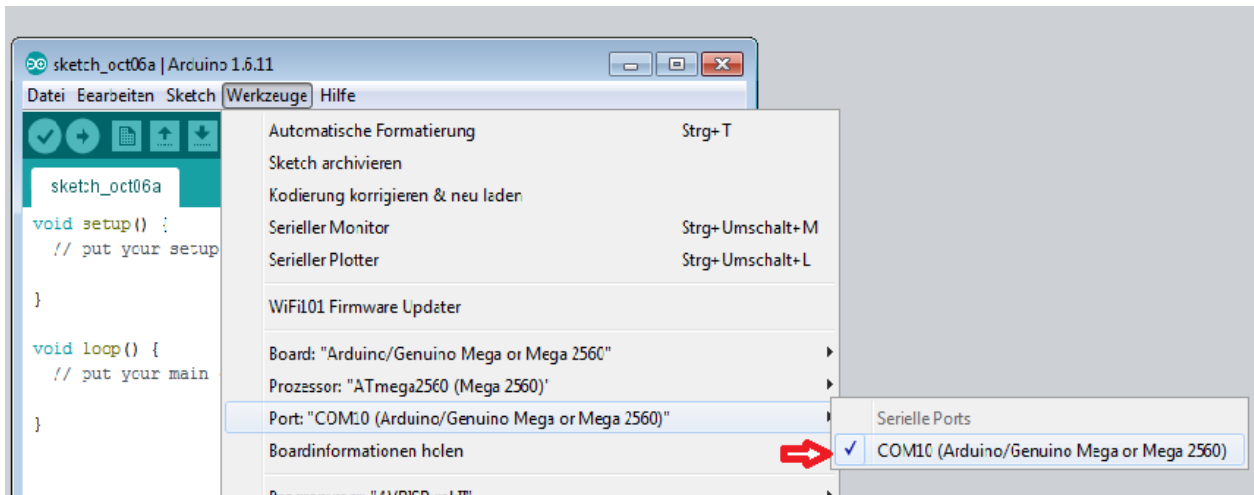 sketch_oct06a | Arduino 1.6.11
Datei Bearbeiten Sketch Werkzeuge Hilfe
sketch_oct06a
void setup() {
// put your setup
}
void loop() {
// put your main
}
Automatische Formatierung Strg+T
Sketch archivieren
Kodierung korrigieren & neu laden
Serieller Monitor Strg+Umschalt+M
Serieller Plotter Strg+Umschalt+L
WiFi101 Firmware Updater
Board: "Arduino/Genuino Mega or Mega 2560"
Prozessor: "ATmega2560 (Mega 2560)"
Port: "COM10 (Arduino/Genuino Mega or Mega 2560)"
Boardinformationen holen
Serielle Ports
COM10 (Arduino/Genuino Mega or Mega 2560)